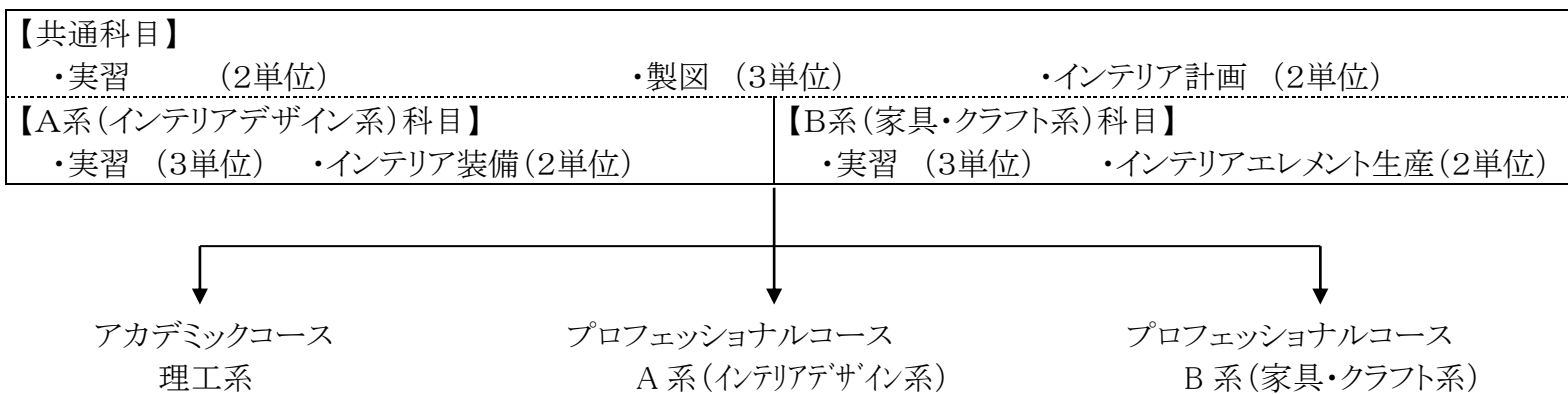 【共通科目】
・実習 (2単位) ・製図 (3単位) ・インテリア計画 (2単位)
【A系(インテリアデザイン系)科目】 【B系(家具・クラフト系)科目】
・実習 (3単位) ・インテリア装備(2単位) ・実習 (3単位) ・インテリアエレメント生産(2単位)
アカデミックコース プロフェッショナルコース プロフェッショナルコース
理工系 A 系(インテリアデザイン系) B 系(家具・クラフト系)